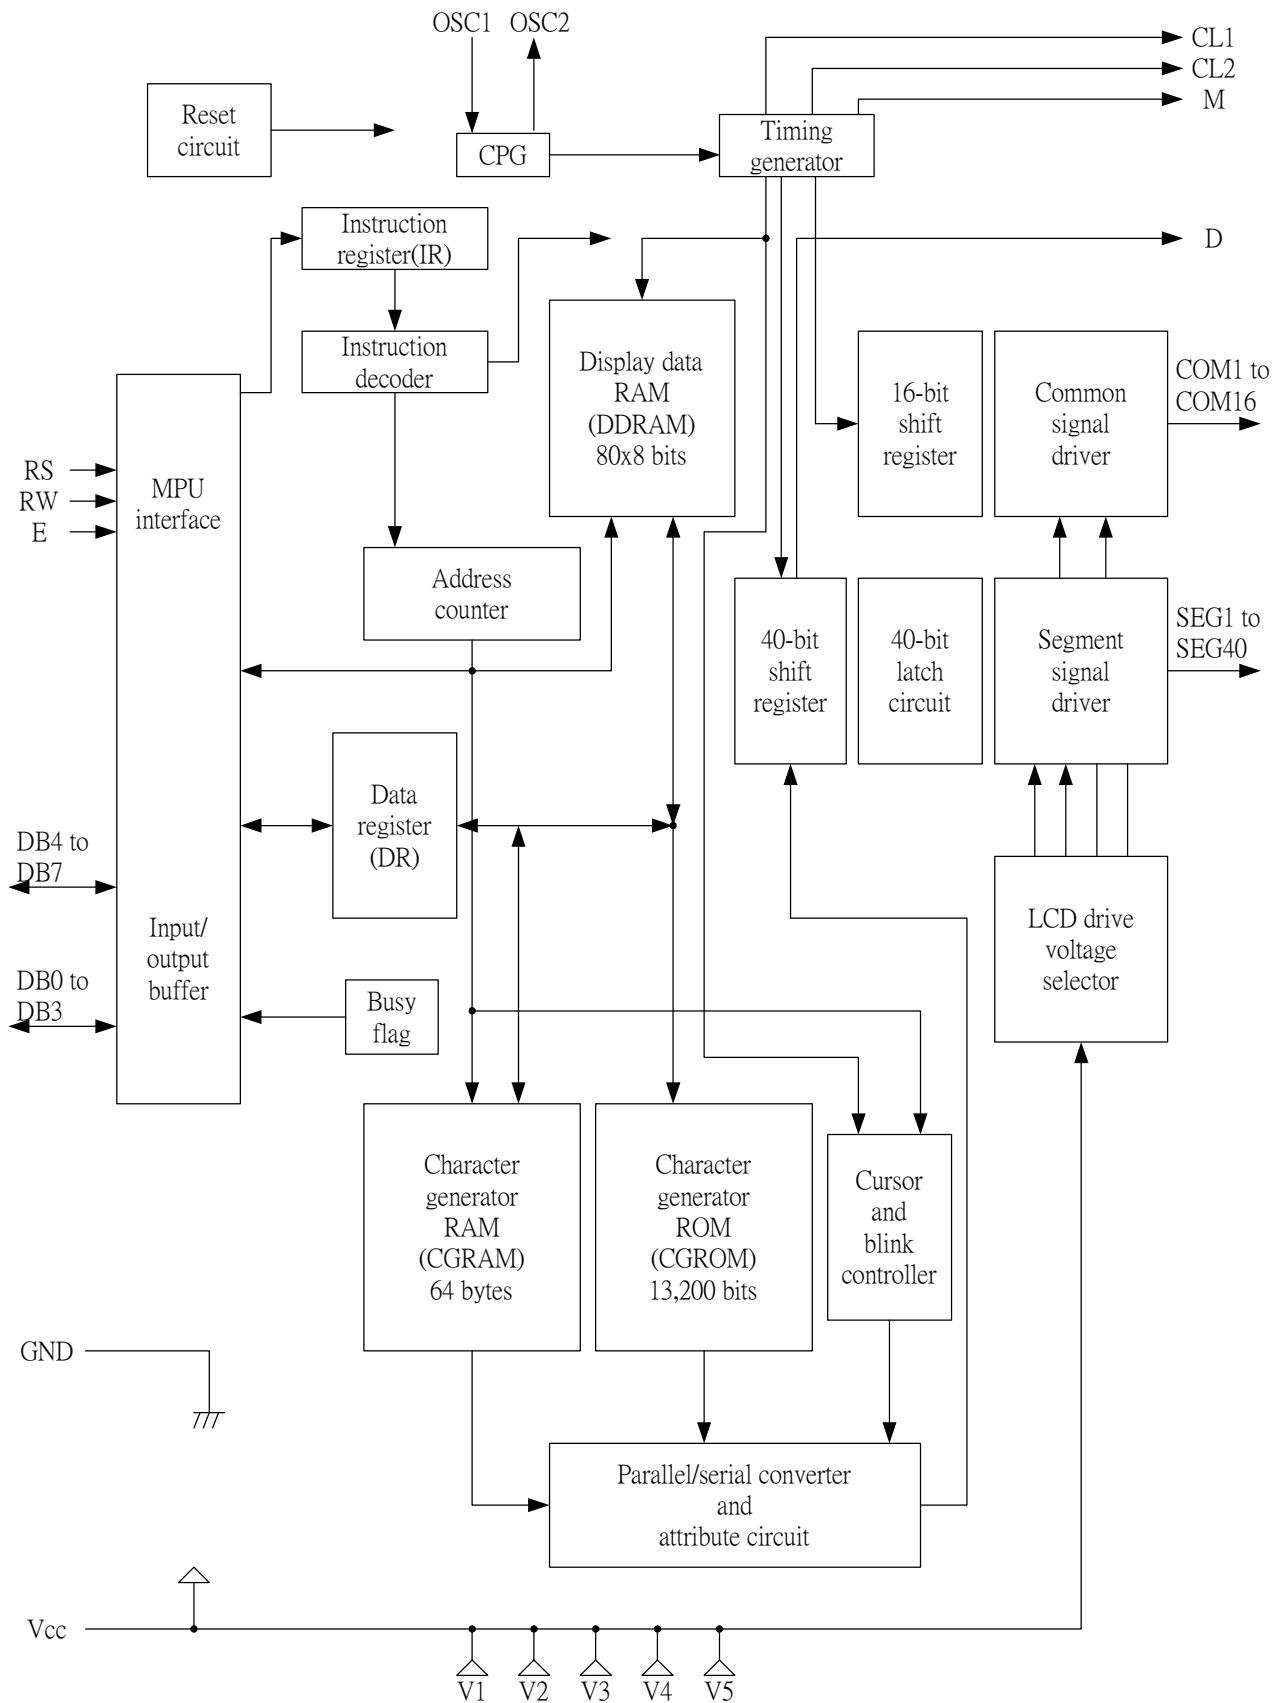 OSC1 OSC2
CL1
CL2
M
Reset
circuit
CPG
Timing
generator
Instruction
register(IR)
D
Instruction
decoder
Display data
RAM
(DDRAM)
80x8 bits
16-bit
shift
register
Common
signal
driver
COM1 to
COM16
RS
RW
E
MPU
interface
Address
counter
40-bit
shift
register
40-bit
latch
circuit
Segment
signal
driver
SEG1 to
SEG40
Data
register
(DR)
DB4 to
DB7
Input/
output
buffer
LCD drive
voltage
selector
DB0 to
DB3
Busy
flag
Character
generator
RAM
(CGRAM)
64 bytes
Character
generator
ROM
(CGROM)
13,200 bits
Cursor
and
blink
controller
GND
Parallel/serial converter
and
attribute circuit
Vcc
V1 V2 V3 V4 V5